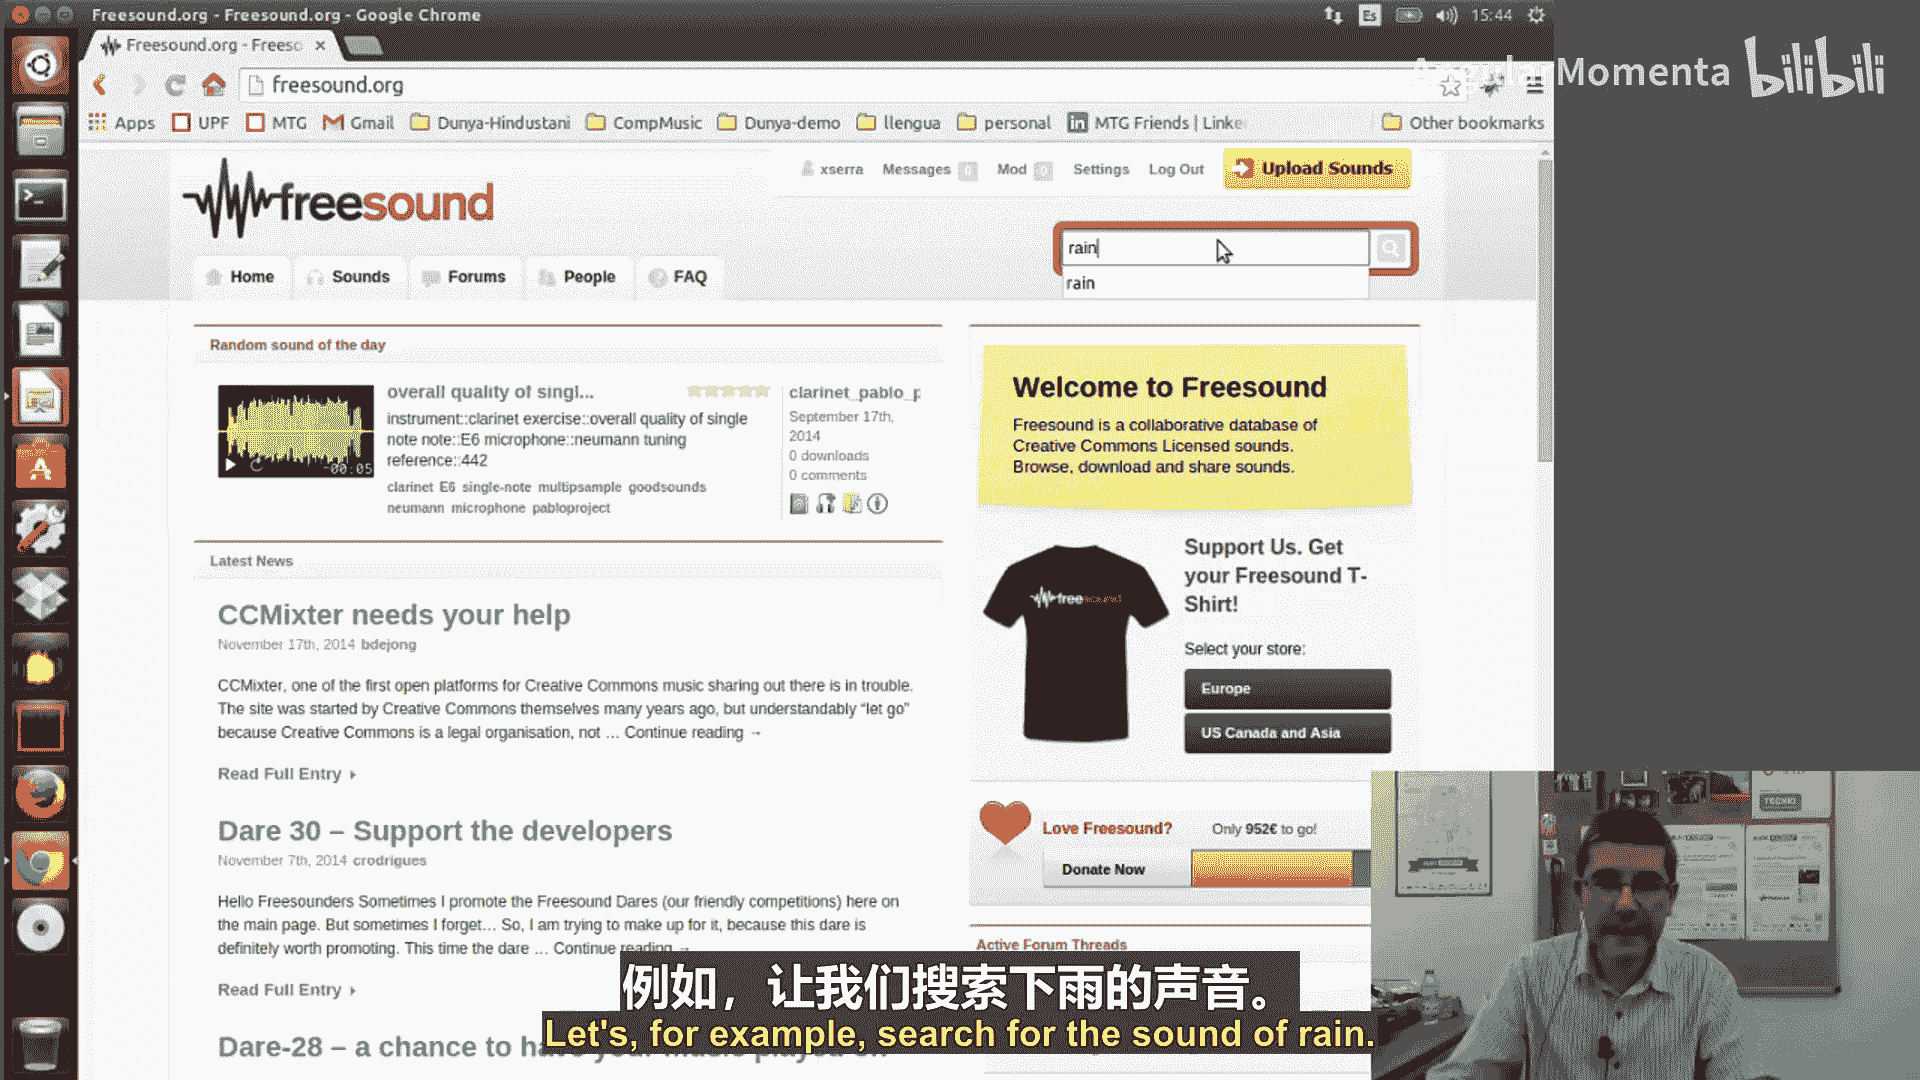 Freesound.org - Freesound.org - Google Chrome
Es
15:44
Freesound.org - Freeso
freesound.org
Momenta bilibili
Apps UPF MTG Gmail Dunya-Hindustani CompMusic Dunya-demo llengua personal MTG Friends | Linke Other bookmarks
xserra Messages 0 Mod 0 Settings Log Out Upload Sounds
freesound
rain
rain
Home Sounds Forums People FAQ
Random sound of the day
overall quality of singl...
instrument::clarinet exercise::overall quality of single
note note::E6 microphone::neumann tuning
reference::442
clarinet E6 single-note multipsample goodsounds
neumann microphone pabloproject
-00:05
clarinet_pablo_p
September 17th,
2014
0 downloads
0 comments
Welcome to Freesound
Freesound is a collaborative database of
Creative Commons Licensed sounds.
Browse, download and share sounds.
Latest News
CCMixter needs your help
November 17th, 2014 bdejong
CCMixter, one of the first open platforms for Creative Commons music sharing out there is in trouble.
The site was started by Creative Commons themselves many years ago, but understandably “let go”
because Creative Commons is a legal organisation, not … Continue reading →
Read Full Entry
Support Us. Get
your Freesound T-
Shirt!
freesound
Select your store:
Europe
US Canada and Asia
Dare 30 – Support the developers
November 7th, 2014 crodrigues
Hello Freesounders Sometimes I promote the Freesound Dares (our friendly competitions) here on
the main page. But sometimes I forget… So, I am trying to make up for it, because this dare is
definitely worth promoting. This time the dare … Continue reading →
Read Full Entry
Love Freesound? Only 952€ to go!
Donate Now
Active Forum Threads
Dare-28 – a chance to
例如，让我们搜索下雨的声音。
Let's, for example, search for the sound of rain.